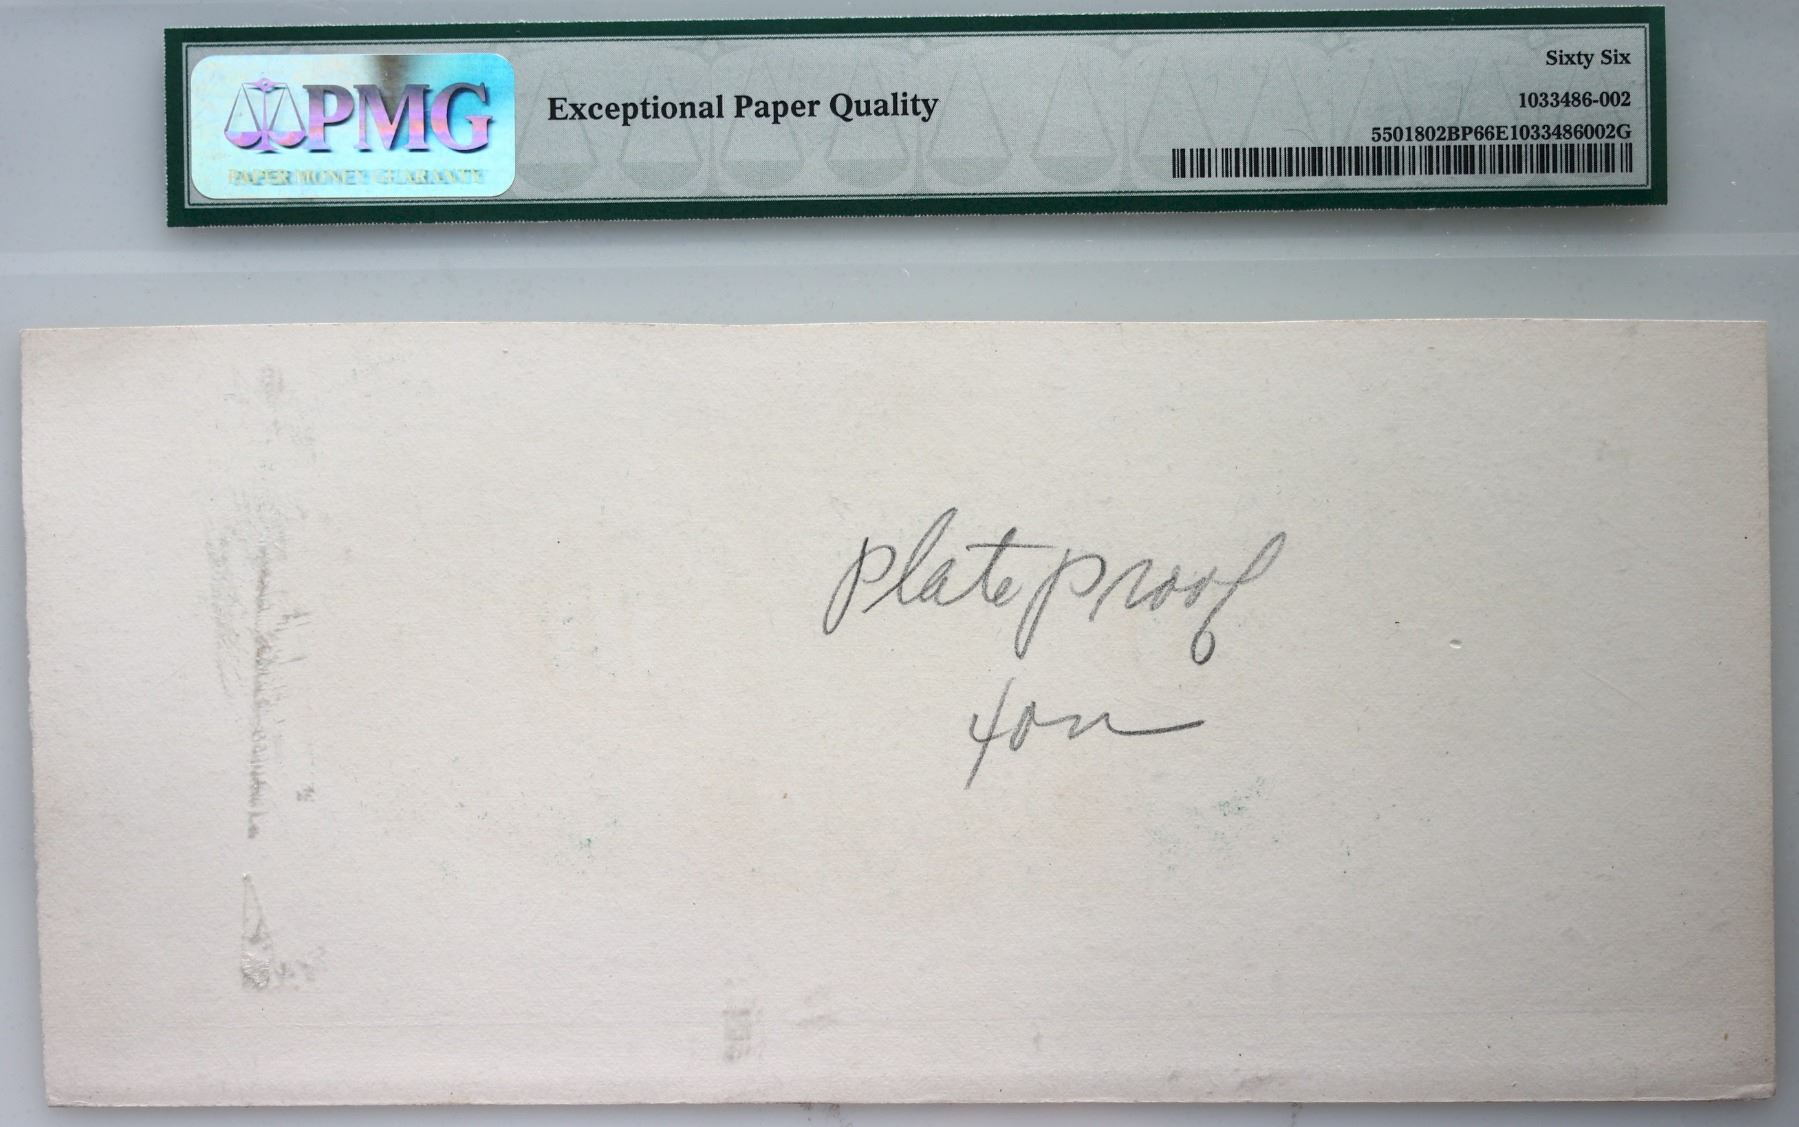 PMG
PAPER MONEY GUARANTY
Exceptional Paper Quality
Sixty Six
1033486-002
5501802BP66E1033486002G
Plate proof
4on